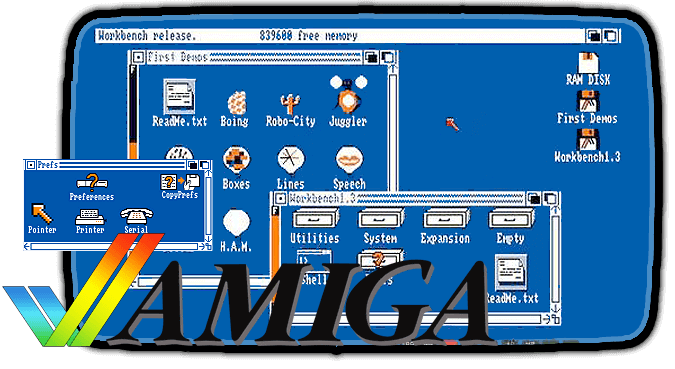 Workbench release. 839600 free memory
First Demos
RAM DISK
ReadMe.txt Boing Robo-City Juggler
First Demos
Workbench1.3
Boxes Lines Speech
Prefs
Preferences CopyPrefs
Pointer Printer Serial
H.A.M.
Workbench1.3
Utilities System Expansion Empty
Shell
ReadMe.txt
AMIGA